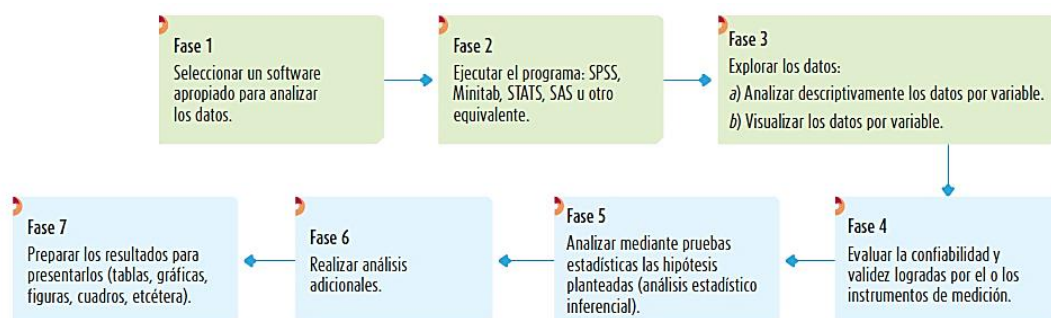 Fase 1
Seleccionar un software
apropiado para analizar
los datos.
Fase 2
Ejecutar el programa: SPSS,
Minitab, STATS, SAS u otro
equivalente.
Fase 3
Explorar los datos:
a) Analizar descriptivamente los datos por variable.
b) Visualizar los datos por variable.
Fase 4
Evaluar la confiabilidad y
validez logradas por el o los
instrumentos de medición.
Fase 5
Analizar mediante pruebas
estadísticas las hipótesis
planteadas (análisis estadístico
inferencial).
Fase 6
Realizar análisis
adicionales.
Fase 7
Preparar los resultados para
presentarlos (tablas, gráficas,
figuras, cuadros, etcétera).